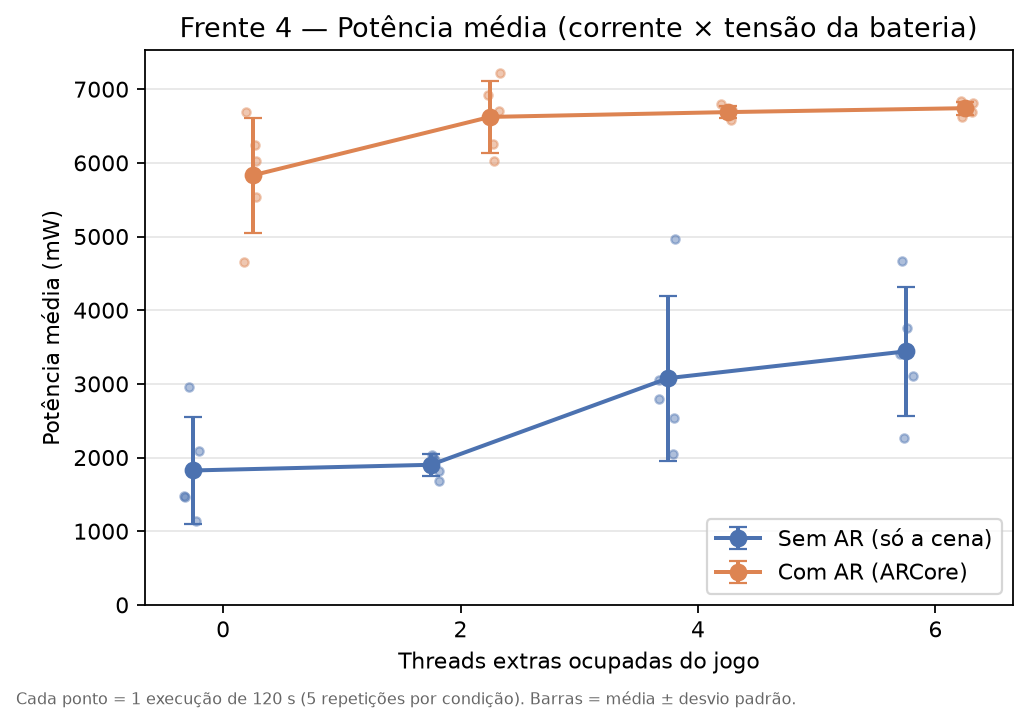 Frente 4 — Potência média (corrente × tensão da bateria)
Potência média (mW)
7000
6000
5000
4000
3000
2000
1000
0
0 2 4 6
Threads extras ocupadas do jogo
Sem AR (só a cena)
Com AR (ARCore)
Cada ponto = 1 execução de 120 s (5 repetições por condição). Barras = média ± desvio padrão.